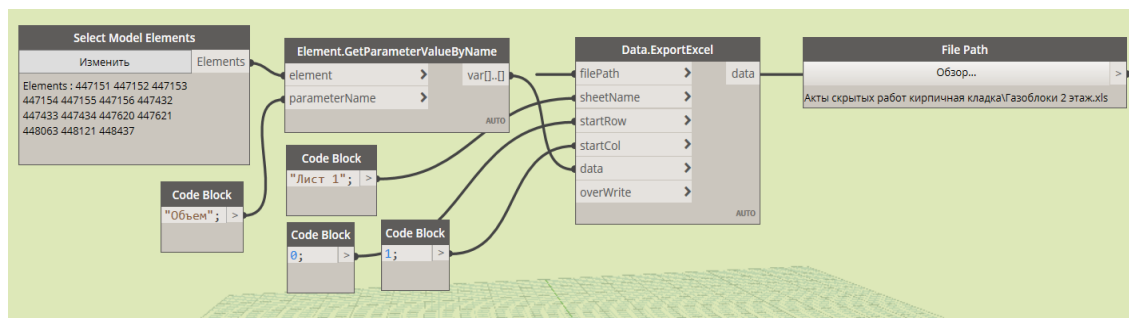 Select Model Elements
Изменить
Elements
Elements : 447151 447152 447153
447154 447155 447156 447432
447433 447434 447620 447621
448063 448121 448437
Element.GetParameterValueByName
element >
var[]..[]
parameterName >
AUTO
Code Block
"Объем"; >
Code Block
"Лист 1"; >
Code Block
0; >
Code Block
1; >
Data.ExportExcel
filePath >
data
sheetName >
startRow >
startCol >
data >
overWrite >
AUTO
File Path
Обзор... >
Акты скрытых работ кирпичная кладка\Газоблоки 2 этаж.xls